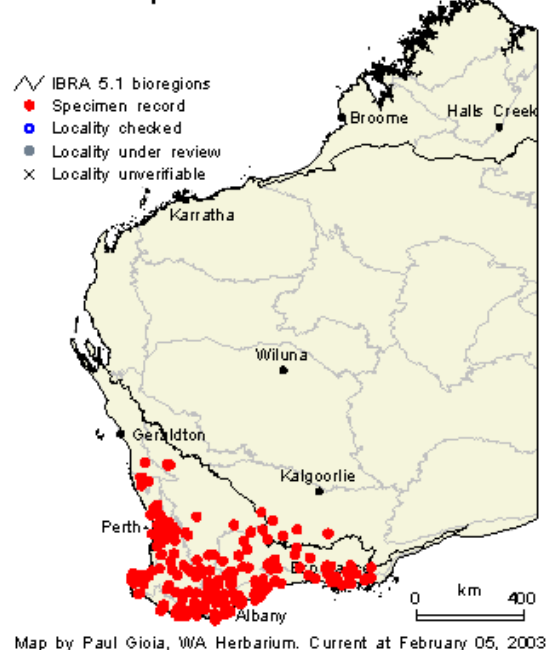 IBRA 5.1 bioregions
Specimen record
Locality checked
Locality under review
Locality unverifiable
Broome
Halls Creek
Karratha
Wiluna
Geraldton
Kalgoorlie
Perth
Albany
km
0 400
Map by Paul Gioia, WA Herbarium. Current at February 05, 2003